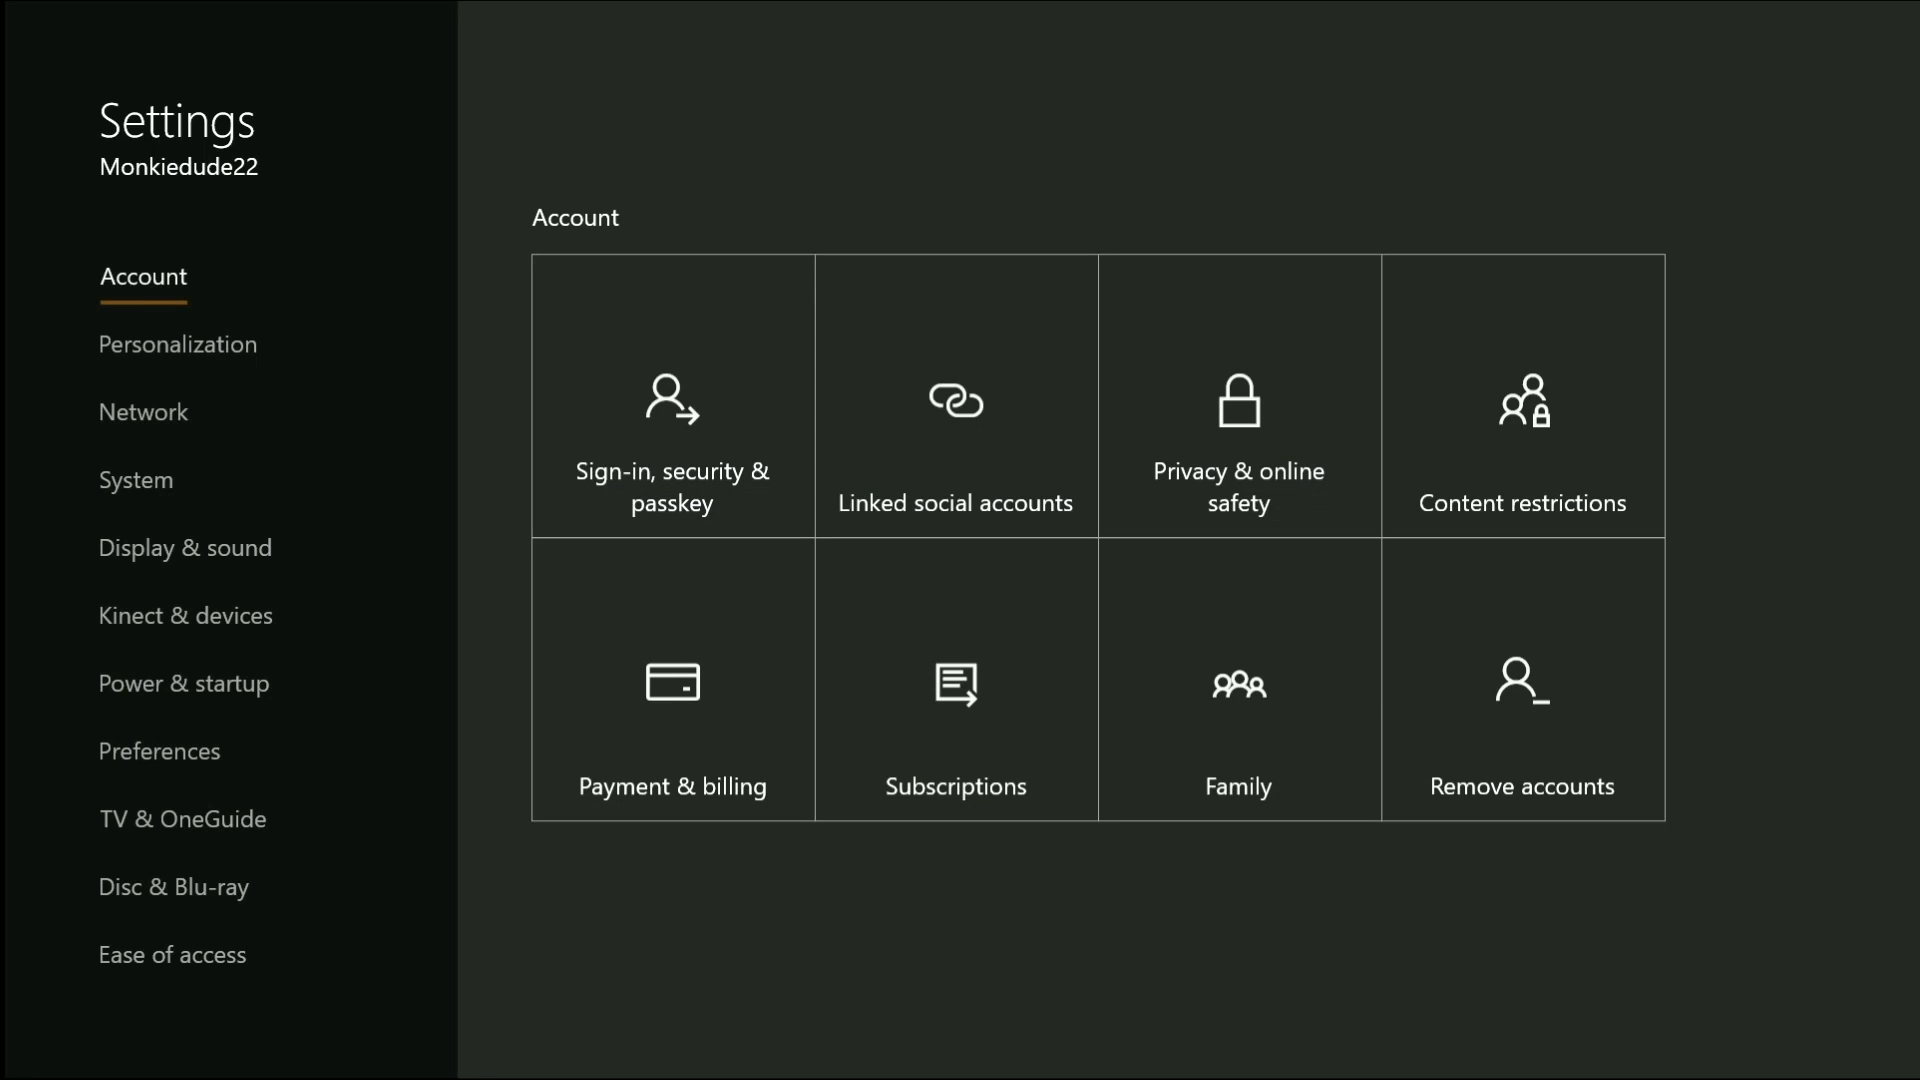 Settings
Monkiedude22
Account
Personalization
Network
System
Display & sound
Kinect & devices
Power & startup
Preferences
TV & OneGuide
Disc & Blu-ray
Ease of access
Account
Sign-in, security &
passkey
Linked social accounts
Privacy & online
safety
Content restrictions
Payment & billing
Subscriptions
Family
Remove accounts